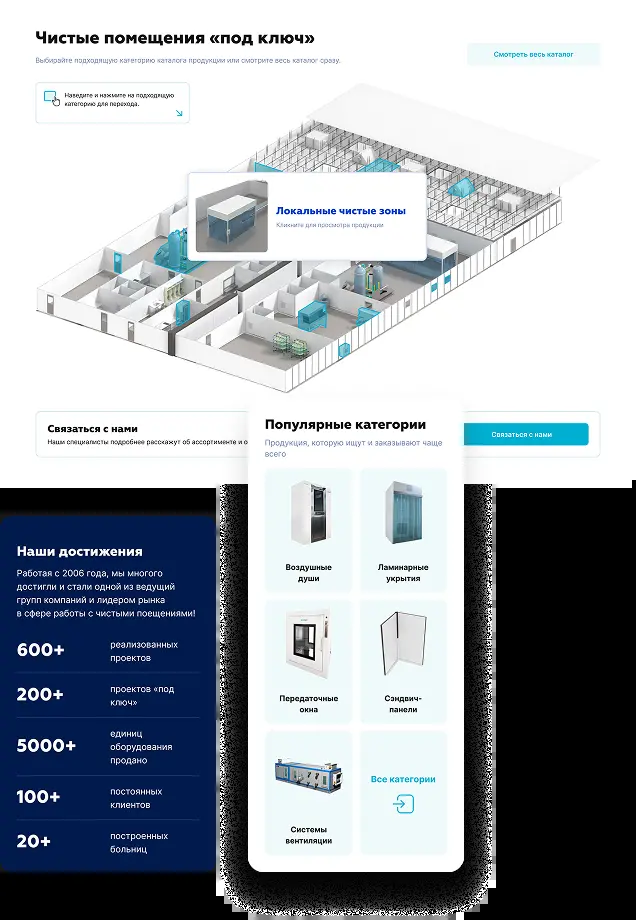 Чистые помещения «под ключ»
Выбирайте подходящую категорию каталога продукции или смотрите весь каталог сразу.
Смотреть весь каталог
Наведите и нажмите на подходящую
категорию для перехода.
Локальные чистые зоны
Кликните для просмотра продукции
Связаться с нами
Наши специалисты подробнее расскажут об ассортименте и о
Связаться с нами
Популярные категории
Продукция, которую ищут и заказывают чаще
всего
Воздушные
души
Ламинарные
укрытия
Передаточные
окна
Сэндвич-
панели
Системы
вентиляции
Все категории
Наши достижения
Работая с 2006 года, мы многого
достигли и стали одной из ведущий
групп компаний и лидером рынка
в сфере работы с чистыми поещениями!
600+
реализованных
проектов
200+
проектов «под
ключ»
5000+
единиц
оборудования
продано
100+
постоянных
клиентов
20+
построенных
больниц